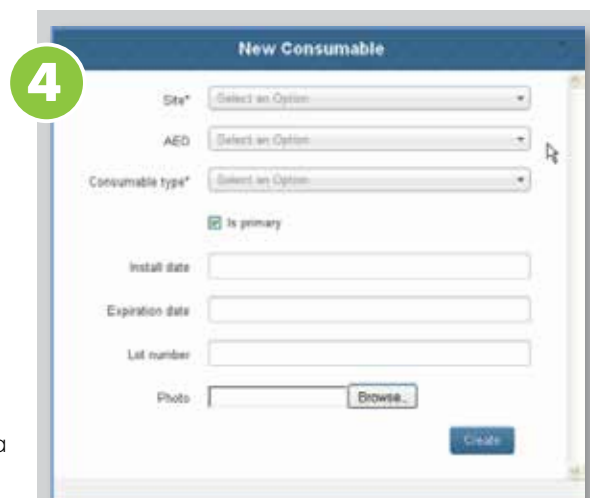 New Consumable
4
Site* Select an Option
AED Select an Option
Consumable type* Select an Option
Is primary
Install date
Expiration date
Lot number
Photo Browse...
Create
a